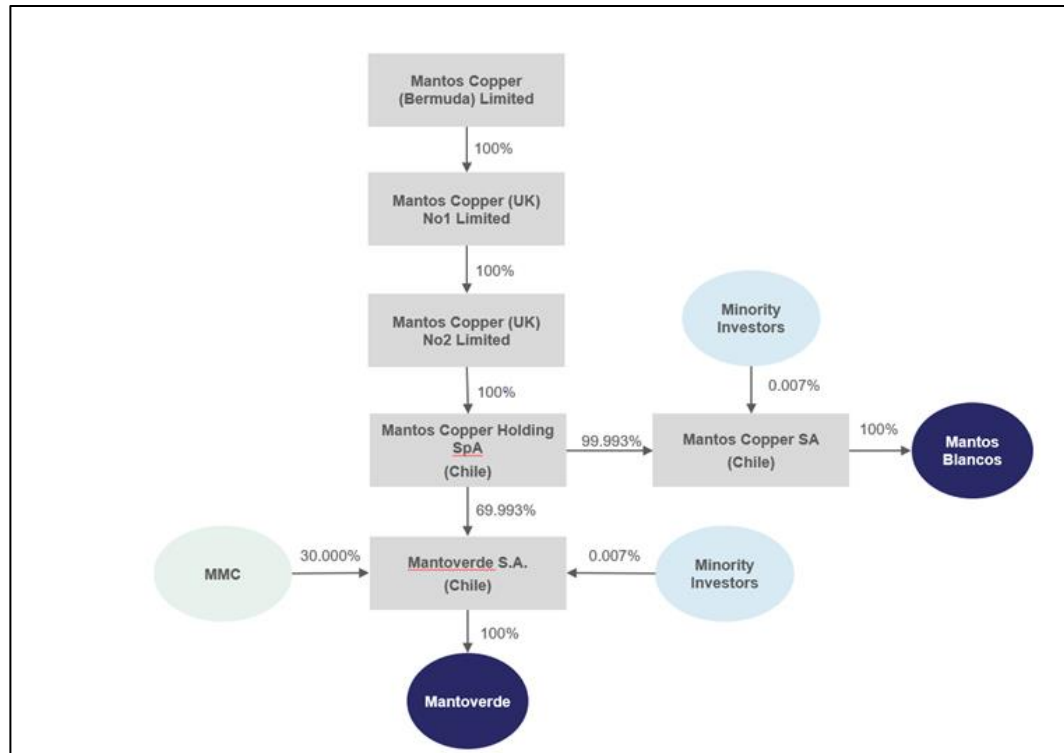 Mantos Copper
(Bermuda) Limited
100%
Mantos Copper (UK)
No1 Limited
100%
Mantos Copper (UK)
No2 Limited
Minority
Investors
100%
0.007%
Mantos Copper Holding
SpA
(Chile)
99.993%
Mantos Copper SA
(Chile)
100%
Mantos
Blancos
69.993%
MMC
30.000%
Mantoverde S.A.
(Chile)
0.007%
Minority
Investors
100%
Mantoverde